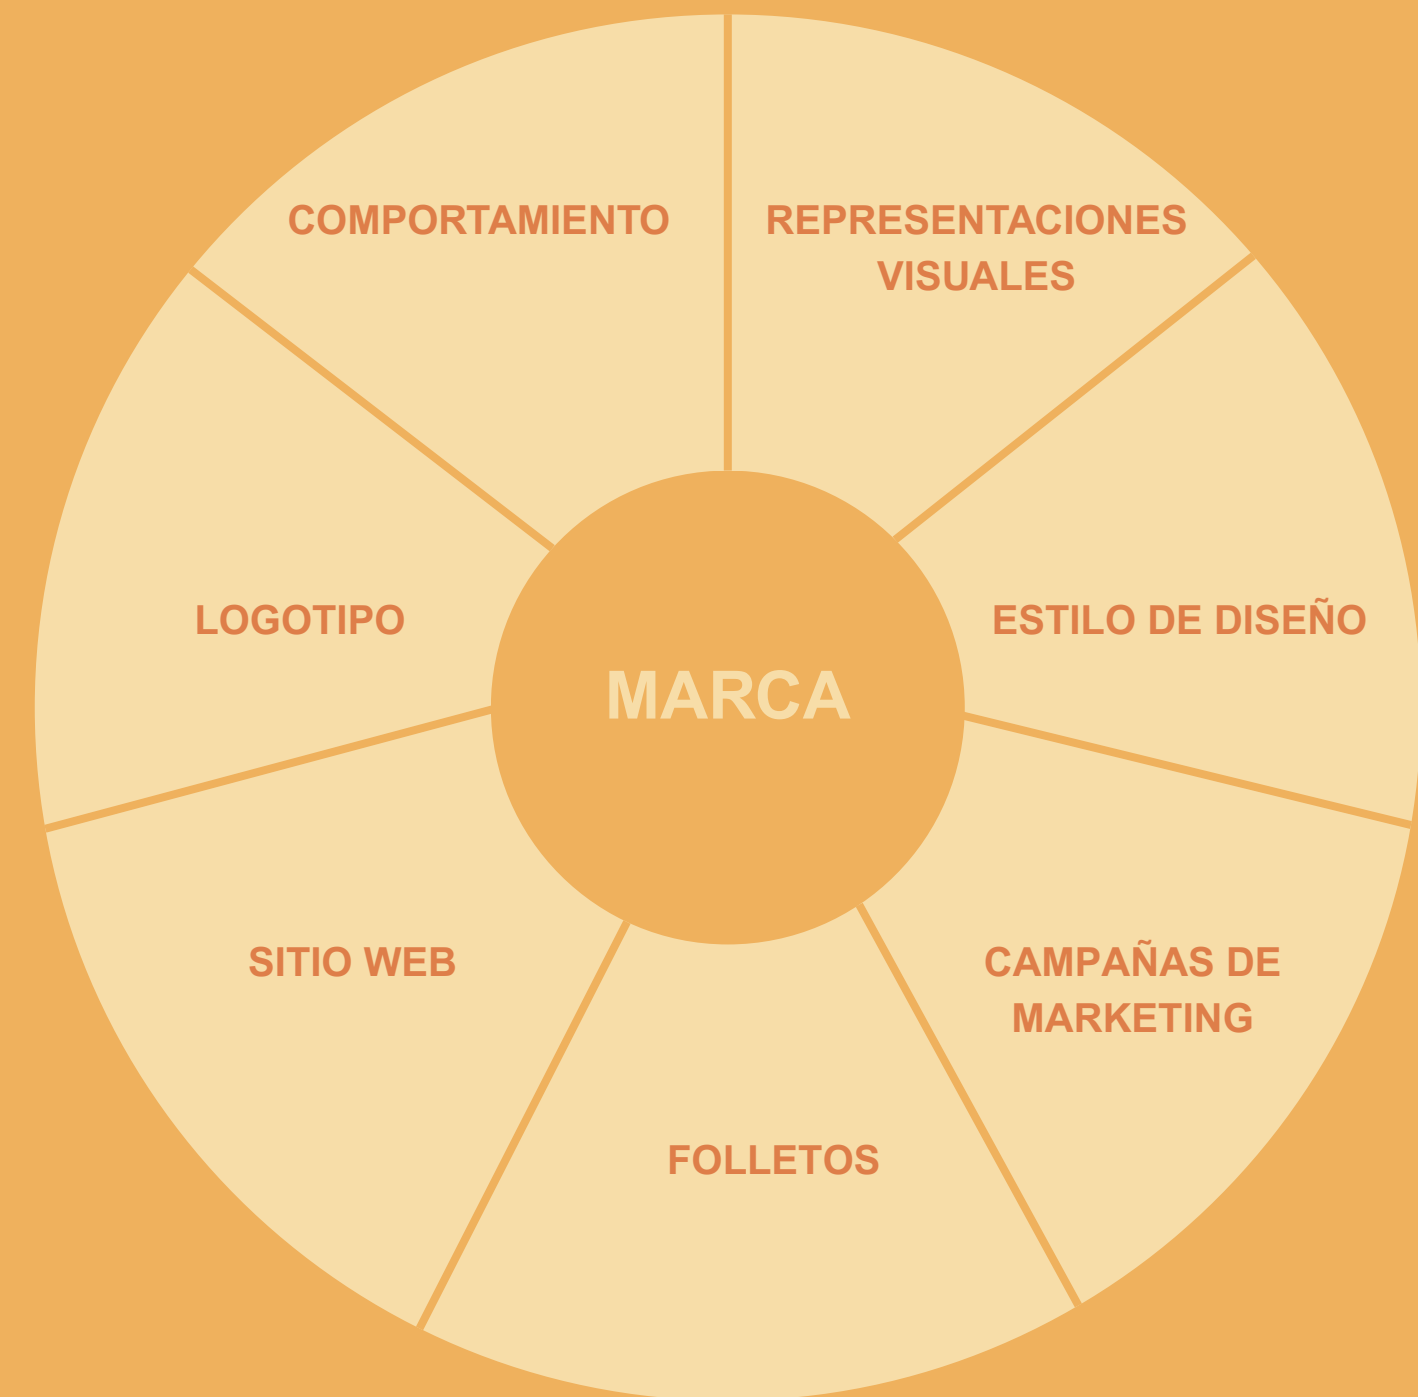 COMPORTAMIENTO
REPRESENTACIONES
VISUALES
LOGOTIPO
ESTILO DE DISEÑO
MARCA
SITIO WEB
CAMPAÑAS DE
MARKETING
FOLLETOS